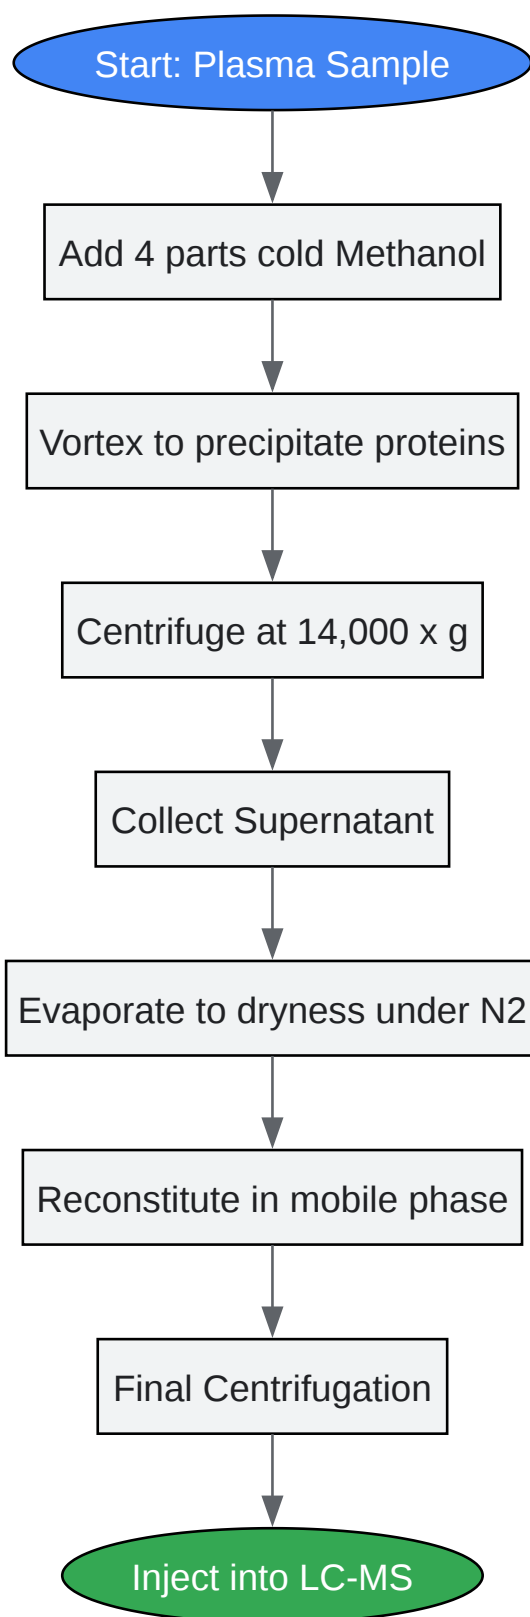 Start: Plasma Sample
Add 4 parts cold Methanol
Vortex to precipitate proteins
Centrifuge at 14,000 x g
Collect Supernatant
Evaporate to dryness under N2
Reconstitute in mobile phase
Final Centrifugation
Inject into LC-MS